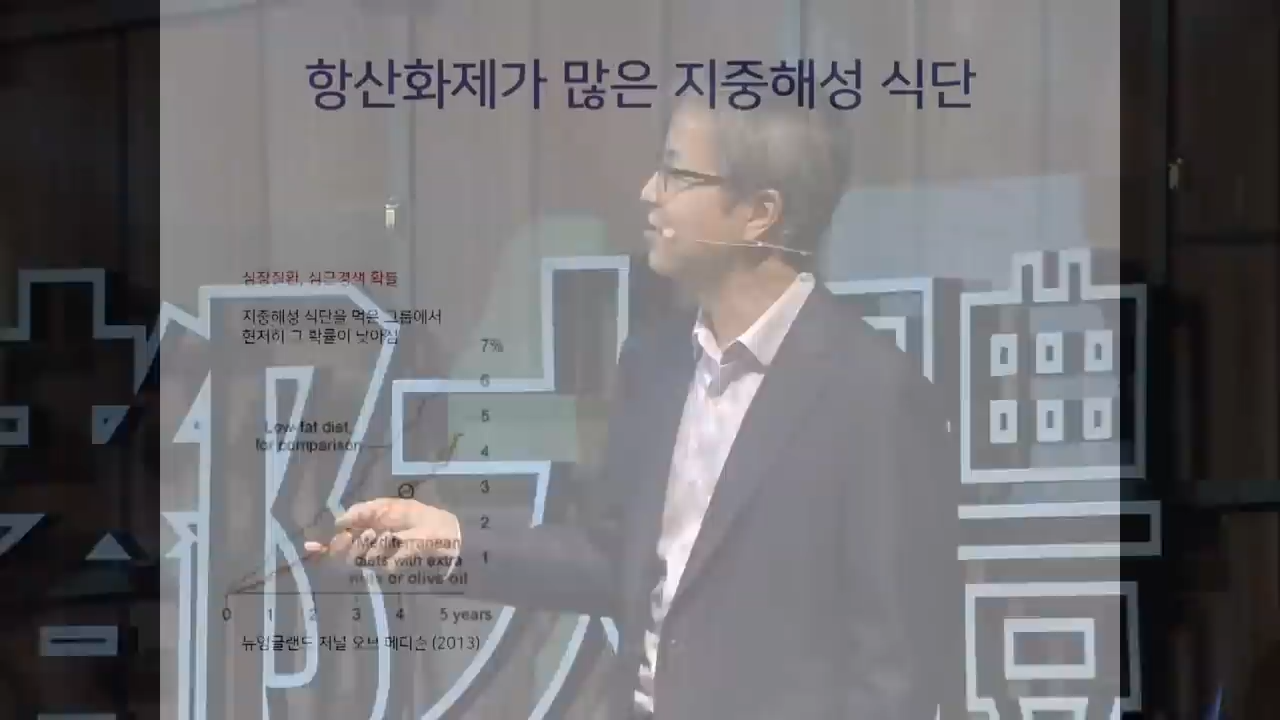 항산화제가 많은 지중해성 식단
심장질환, 심근경색 확률
지중해성 식단을 먹은 그룹에서
현저히 그 확률이 낮아짐
7%
6
5
4
3
2
1
Low-fat diet,
for comparison
Mediterranean
diets with extra
nuts or olive oil
0 1 2 3 4 5 years
뉴잉글랜드 저널 오브 메디슨 (2013)